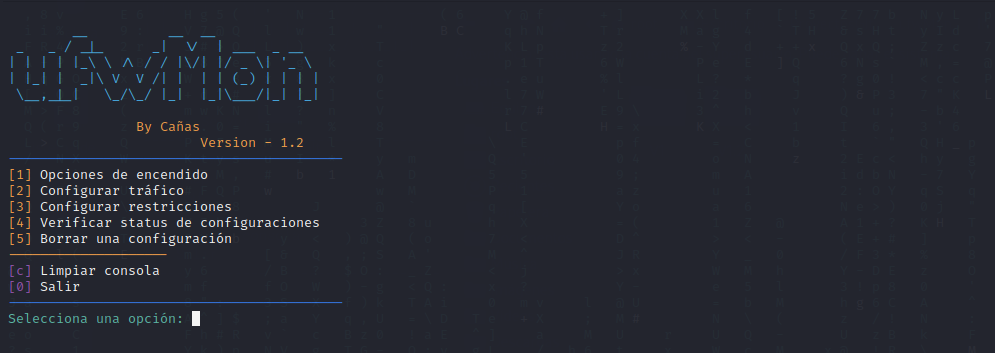 ufwMon
By Cañas
Version - 1.2
[1] Opciones de encendido
[2] Configurar tráfico
[3] Configurar restricciones
[4] Verificar status de configuraciones
[5] Borrar una configuración
[c] Limpiar consola
[0] Salir
Selecciona una opción: